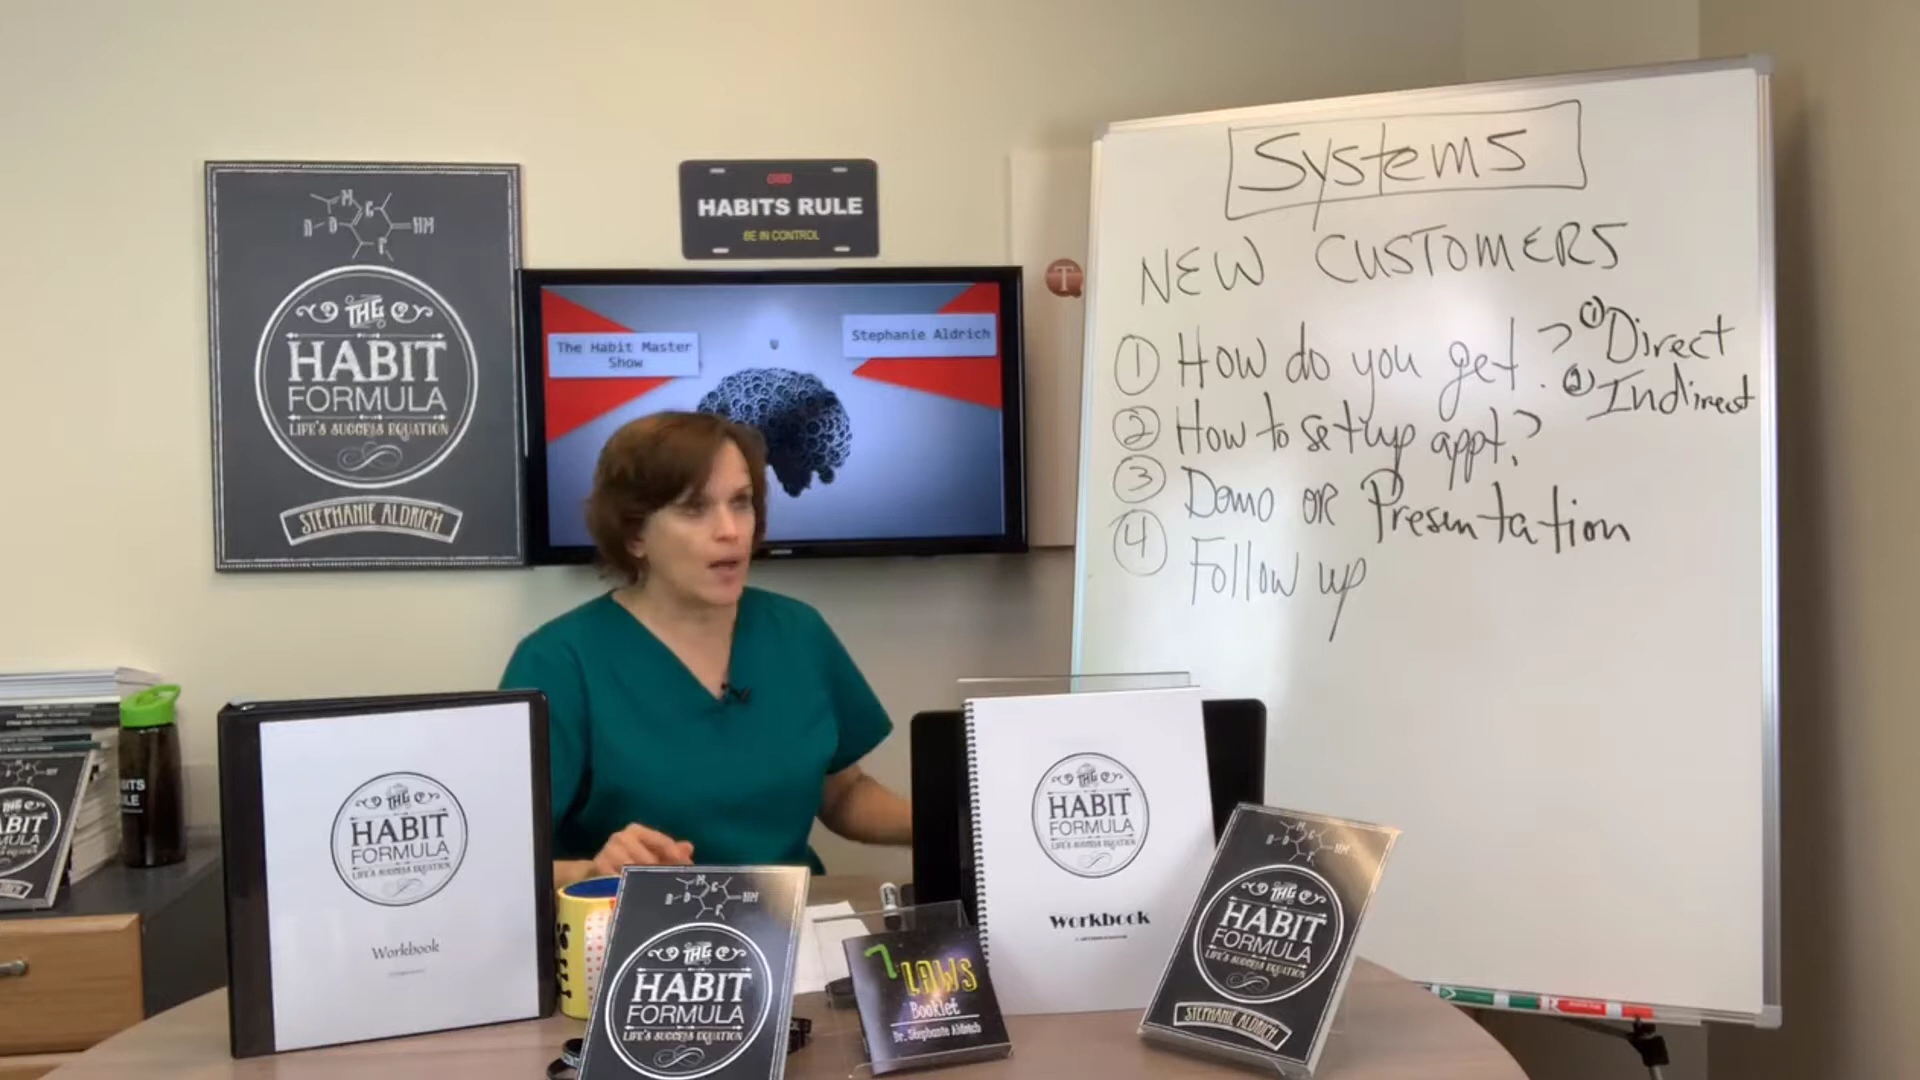 THE
HABIT
FORMULA
LIFE'S SUCCESS EQUATION
STEPHANIE ALDRICH
HABITS RULE
BE IN CONTROL
The Habit Master
Show
Stephanie Aldrich
T
Systems
NEW CUSTOMERS
① How do you get ? ① Direct
② Indirect
② How to set up appt?
③ Demo or Presentation
④ Follow up
THE
HABIT
FORMULA
LIFE'S SUCCESS EQUATION
Workbook
THE
HABIT
FORMULA
LIFE'S SUCCESS EQUATION
Workbook
THE
HABIT
FORMULA
LIFE'S SUCCESS EQUATION
7 LAWS
Booklet
Dr. Stephanie Aldrich
THE
HABIT
FORMULA
LIFE'S SUCCESS EQUATION
STEPHANIE ALDRICH